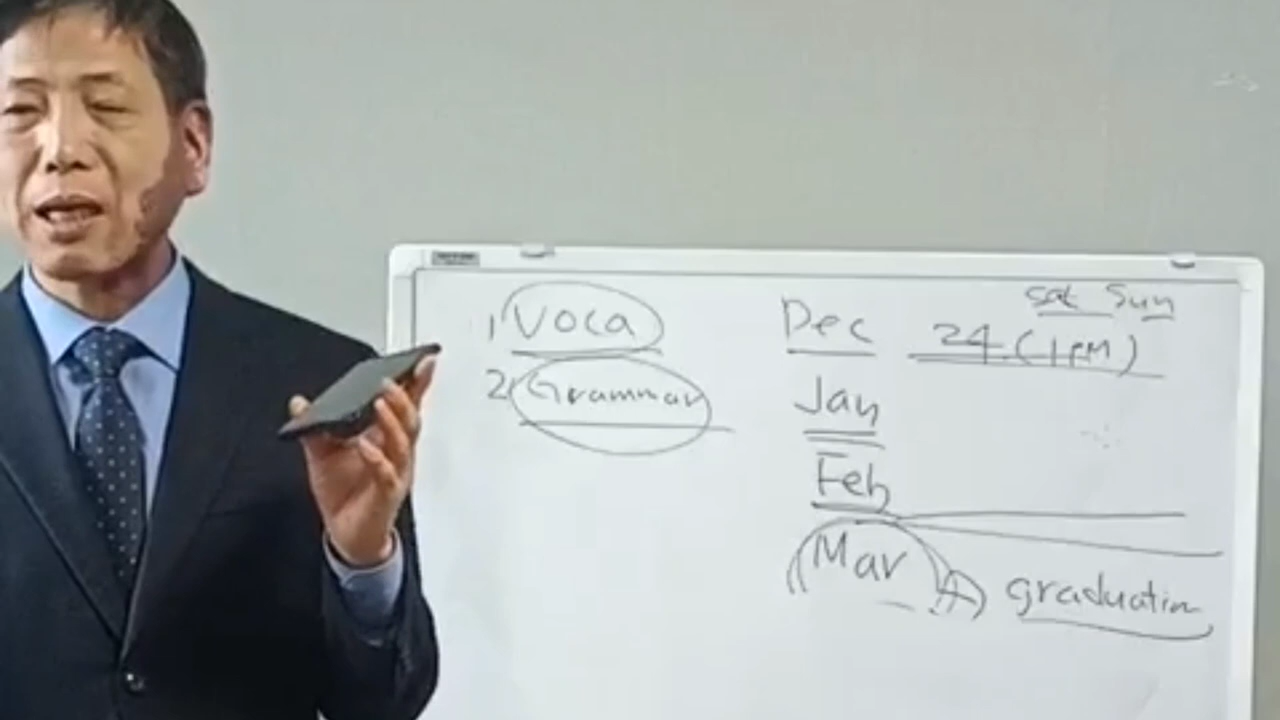 1) Voca
2) Grammar
Sat Sun
Dec 24.(1PM)
Jan
Feb
Mar graduation